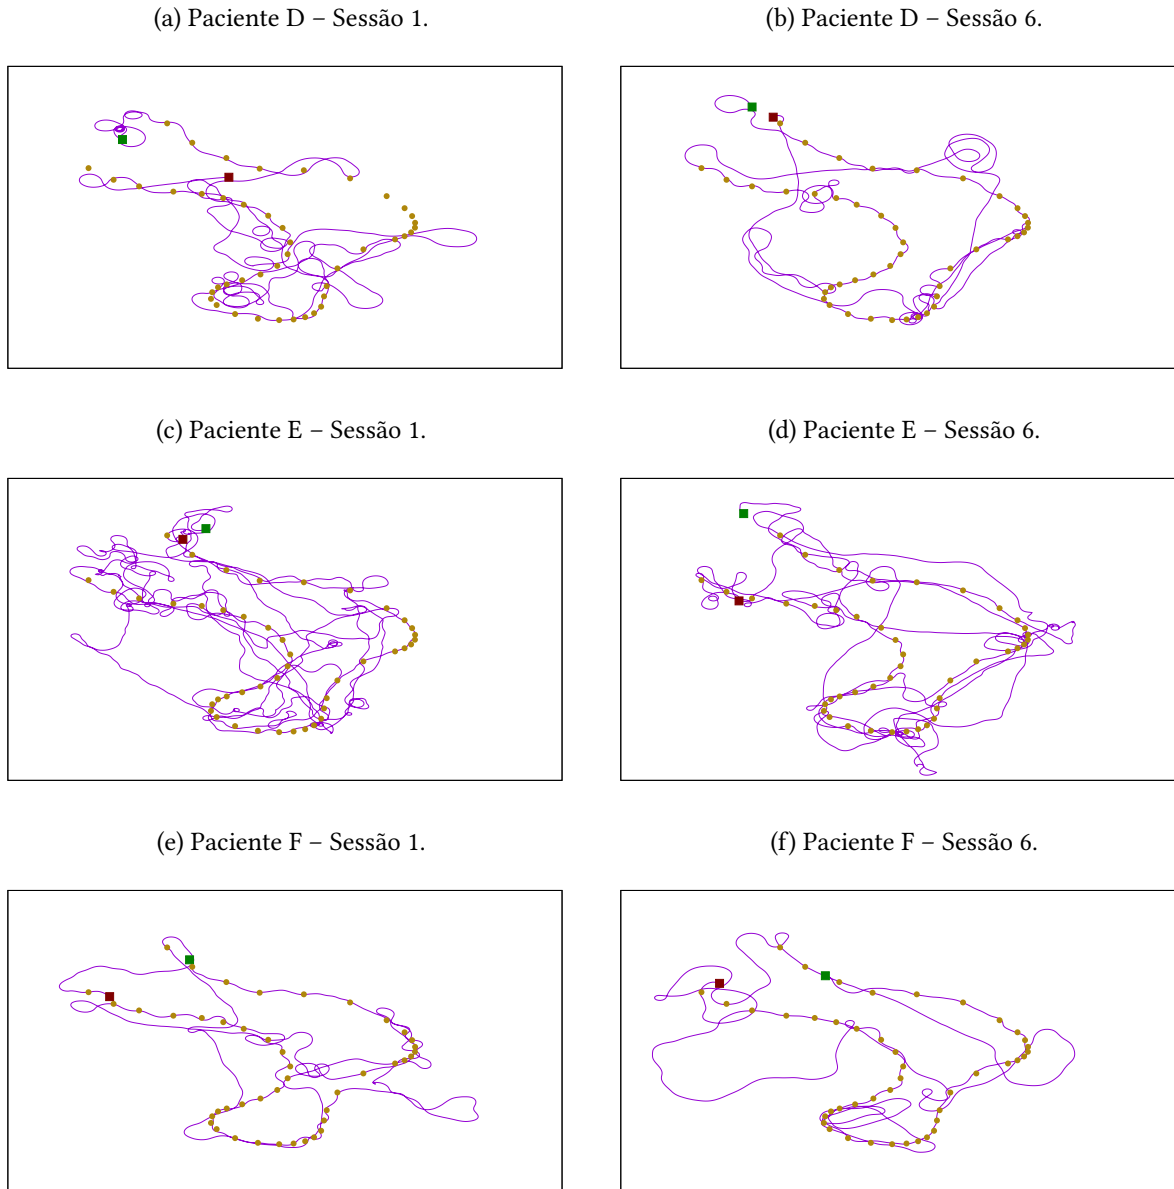 (a) Paciente D – Sessão 1.
(b) Paciente D – Sessão 6.
(c) Paciente E – Sessão 1.
(d) Paciente E – Sessão 6.
(e) Paciente F – Sessão 1.
(f) Paciente F – Sessão 6.